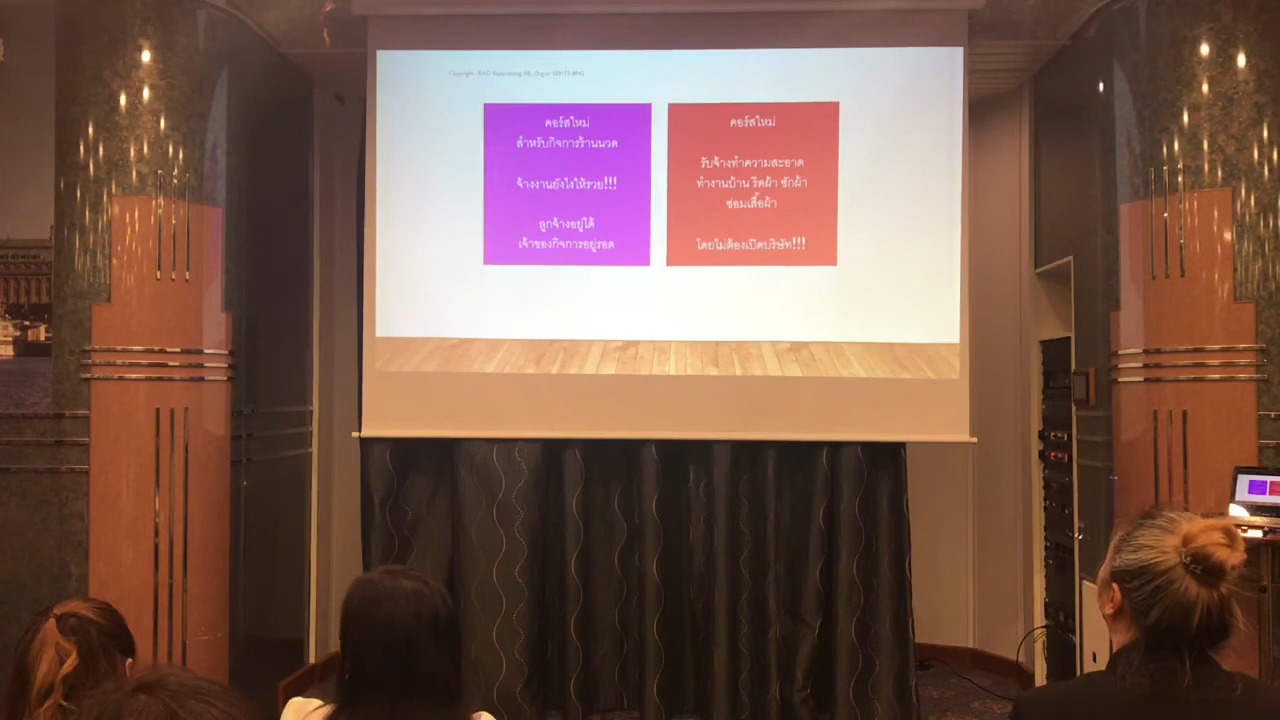 Copyright - RAO Redovisning AB, Org.nr
คอร์สใหม่
สำหรับกิจการร้านนวด
จ้างงานยังไงให้รวย!!!
ลูกจ้างอยู่ได้
เจ้าของกิจการอยู่รอด
คอร์สใหม่
รับจ้างทำความสะอาด
ทำงานบ้าน รีดผ้า ซักผ้า
ซ่อมเสื้อผ้า
โดยไม่ต้องเปิดบริษัท!!!